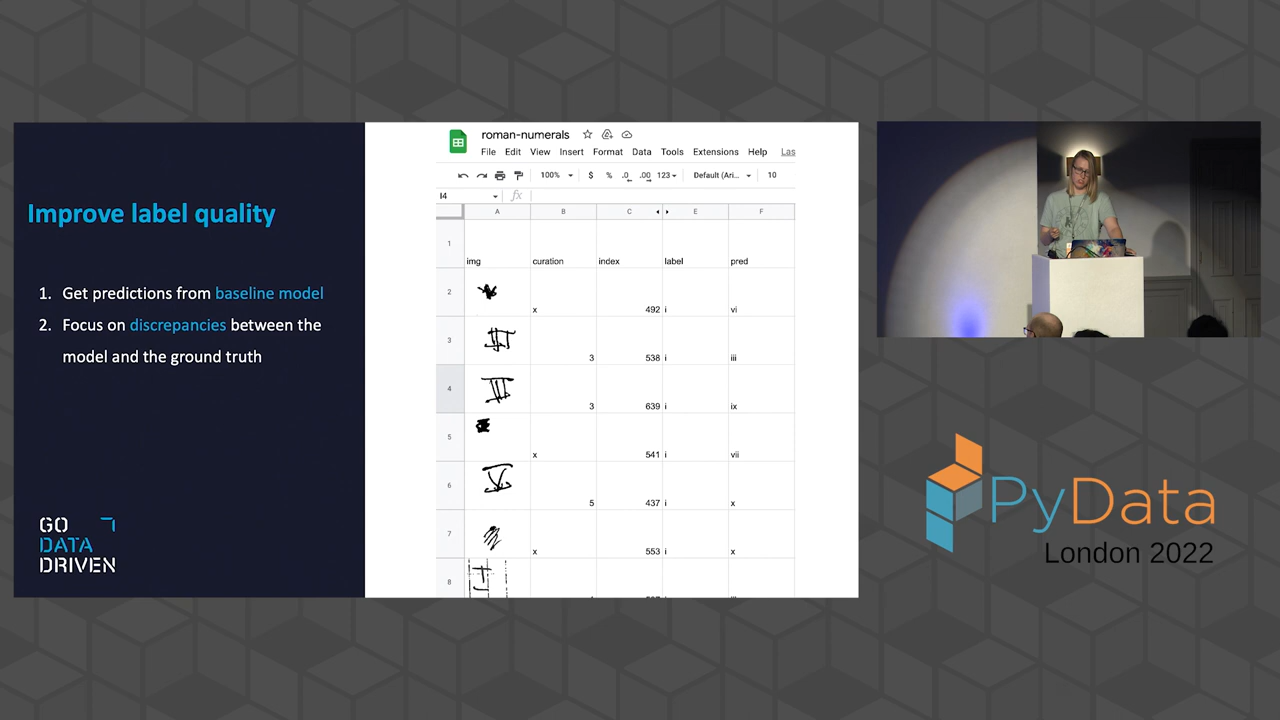 Improve label quality
1. Get predictions from baseline model
2. Focus on discrepancies between the
model and the ground truth
GO
DATA
DRIVEN
roman-numerals
File Edit View Insert Format Data Tools Extensions Help Las
100% $ % .0 .00 123 Default (Ari... 10
I4 fx
A B C E F
1 img curation index label pred
2 x 492 i vi
3 3 538 i iii
4 3 639 i ix
5 x 541 i vii
6 5 437 i x
7 x 553 i x
8
PyData
London 2022